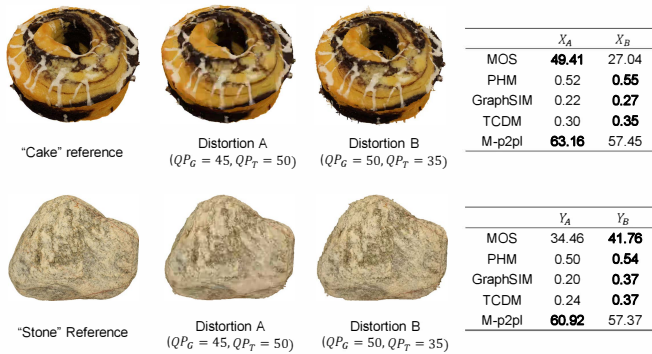 X_A X_B
MOS 49.41 27.04
PHM 0.52 0.55
GraphSIM 0.22 0.27
TCDM 0.30 0.35
M-p2pl 63.16 57.45
"Cake" reference
Distortion A
(QP_G = 45, QP_T = 50)
Distortion B
(QP_G = 50, QP_T = 35)
Y_A Y_B
MOS 34.46 41.76
PHM 0.50 0.54
GraphSIM 0.20 0.37
TCDM 0.24 0.37
M-p2pl 60.92 57.37
"Stone" Reference
Distortion A
(QP_G = 45, QP_T = 50)
Distortion B
(QP_G = 50, QP_T = 35)